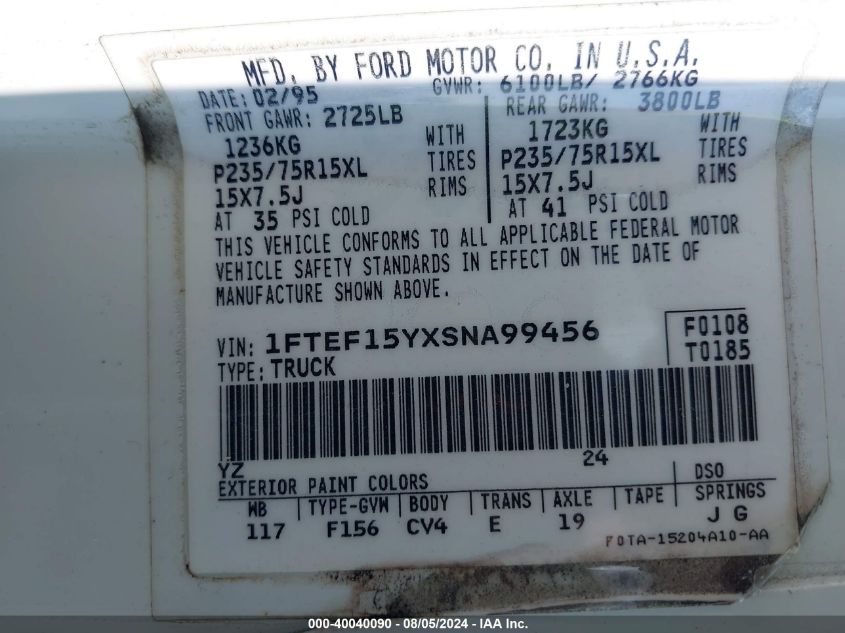 MFD. BY FORD MOTOR CO. IN U.S.A.
DATE: 02/95 GVWR: 6100LB/ 2766KG
FRONT GAWR: 2725LB REAR GAWR: 3800LB
1236KG WITH 1723KG WITH
P235/75R15XL TIRES P235/75R15XL TIRES
15X7.5J RIMS 15X7.5J RIMS
AT 35 PSI COLD AT 41 PSI COLD
THIS VEHICLE CONFORMS TO ALL APPLICABLE FEDERAL MOTOR
VEHICLE SAFETY STANDARDS IN EFFECT ON THE DATE OF
MANUFACTURE SHOWN ABOVE.
VIN: 1FTEF15YXSNA99456 F0108
TYPE: TRUCK T0185
YZ 24
EXTERIOR PAINT COLORS DSO
WB TYPE-GVW BODY TRANS AXLE TAPE SPRINGS
117 F156 CV4 E 19 J G
F0TA-15204A10-AA
000-40040090 - 08/05/2024 - IAA Inc.